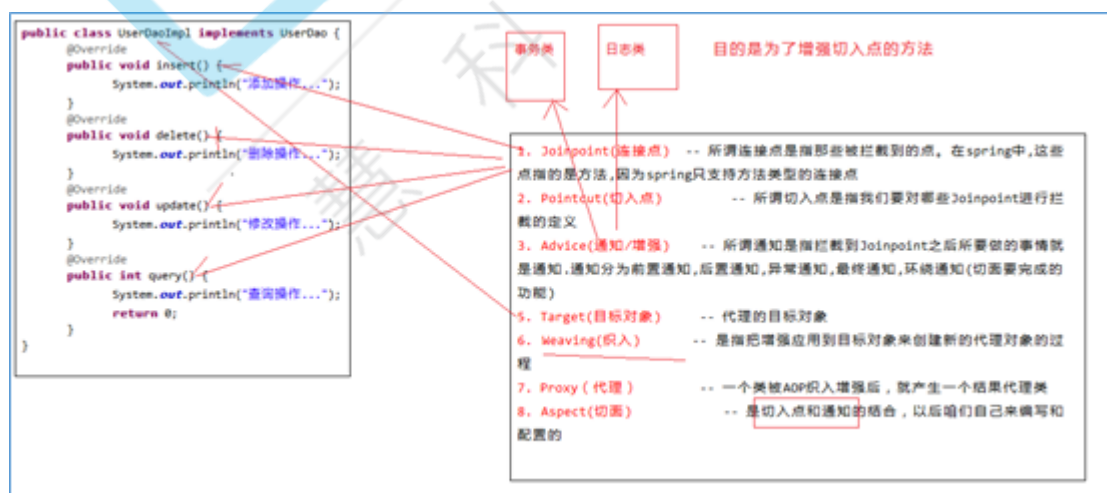 public class UserDaoImpl implements UserDao {
@Override
public void insert() {
System.out.println("添加操作...");
}
@Override
public void delete() {
System.out.println("删除操作...");
}
@Override
public void update() {
System.out.println("修改操作...");
}
@Override
public int query() {
System.out.println("查询操作...");
return 0;
}
}
事务类
日志类
目的是为了增强切入点的方法
1. Joinpoint(连接点) -- 所谓连接点是指那些被拦截到的点。在spring中,这些
点指的是方法,因为spring只支持方法类型的连接点
2. Pointcut(切入点) -- 所谓切入点是指我们要对哪些Joinpoint进行拦
截的定义
3. Advice(通知/增强) -- 所谓通知是指拦截到Joinpoint之后所要做的事情就
是通知.通知分为前置通知,后置通知,异常通知,最终通知,环绕通知(切面要完成的
功能)
5. Target(目标对象) -- 代理的目标对象
6. Weaving(织入) -- 是指把增强应用到目标对象来创建新的代理对象的过
程
7. Proxy（代理） -- 一个类被AOP织入增强后，就产生一个结果代理类
8. Aspect(切面) -- 是切入点和通知的结合，以后咱们自己来编写和
配置的
慧科